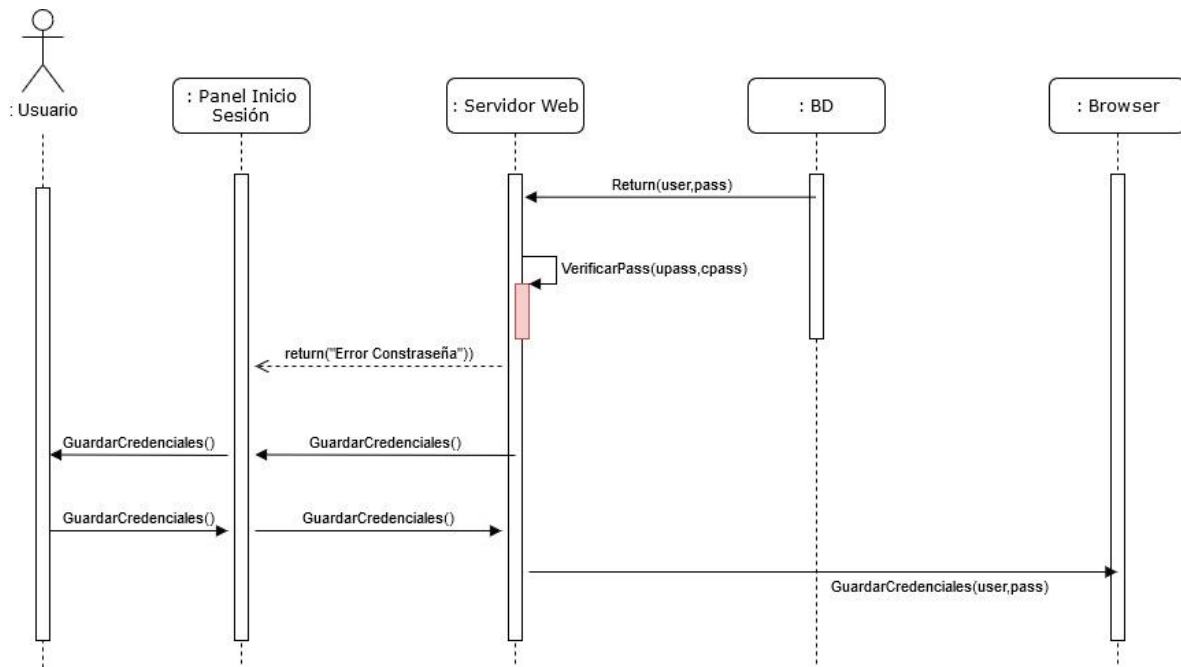 : Usuario
: Panel Inicio
Sesión
: Servidor Web
: BD
: Browser
Return(user,pass)
VerificarPass(upass,cpass)
return("Error Constraseña"))
GuardarCredenciales()
GuardarCredenciales()
GuardarCredenciales()
GuardarCredenciales()
GuardarCredenciales(user,pass)